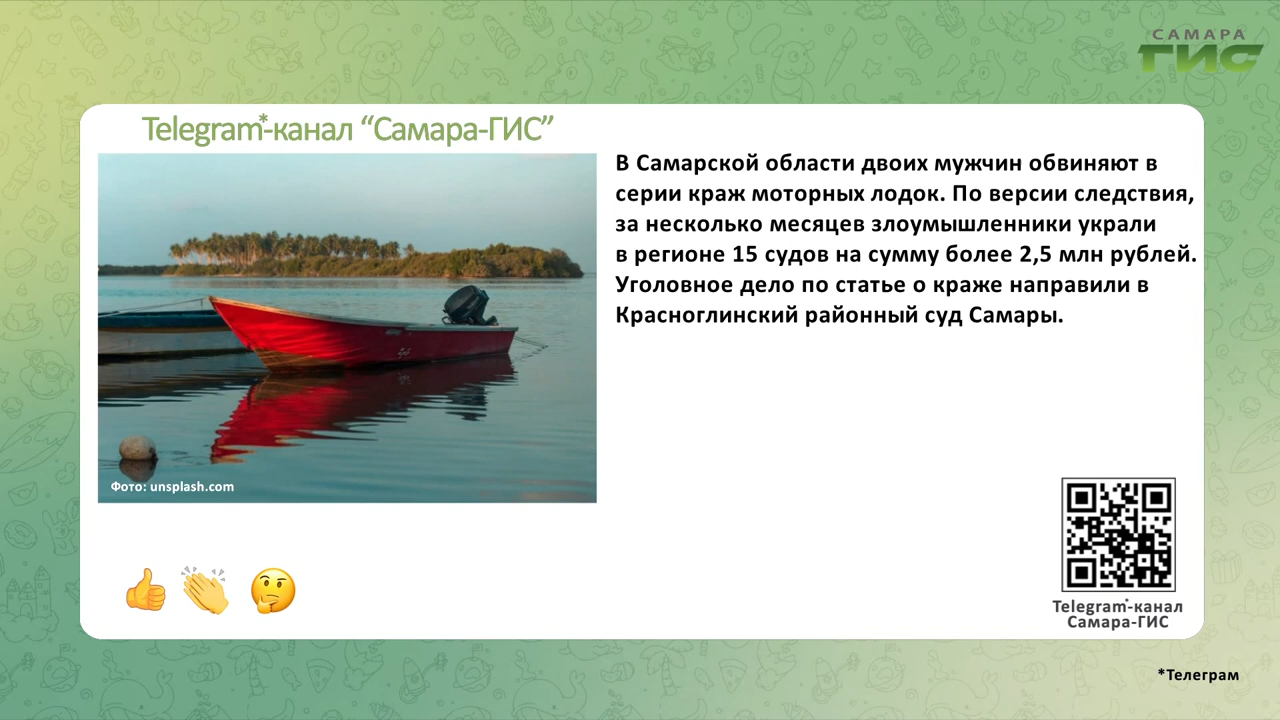 САМАРА
ГИС
Telegram*-канал “Самара-ГИС”
В Самарской области двоих мужчин обвиняют в
серии краж моторных лодок. По версии следствия,
за несколько месяцев злоумышленники украли
в регионе 15 судов на сумму более 2,5 млн рублей.
Уголовное дело по статье о краже направили в
Красноглинский районный суд Самары.
Фото: unsplash.com
Telegram*-канал
Самара-ГИС
*Телеграм